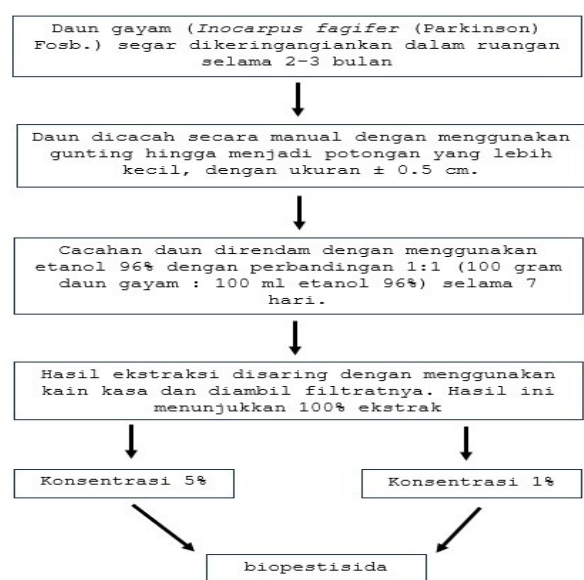 Daun gayam (Inocarpus fagifer (Parkinson)
Fosb.) segar dikeringangiankan dalam ruangan
selama 2-3 bulan
Daun dicacah secara manual dengan menggunakan
gunting hingga menjadi potongan yang lebih
kecil, dengan ukuran ± 0.5 cm.
Cacahan daun direndam dengan menggunakan
etanol 96% dengan perbandingan 1:1 (100 gram
daun gayam : 100 ml etanol 96%) selama 7
hari.
Hasil ekstraksi disaring dengan menggunakan
kain kasa dan diambil filtratnya. Hasil ini
menunjukkan 100% ekstrak
Konsentrasi 5%
Konsentrasi 1%
biopestisida